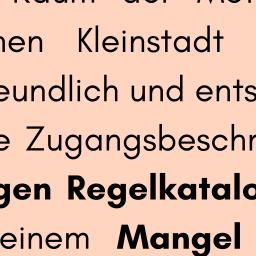 nen Kleinstadt
eundlich und ents
e Zugangsbeschr
gen Regelkatalo
einem Mangel